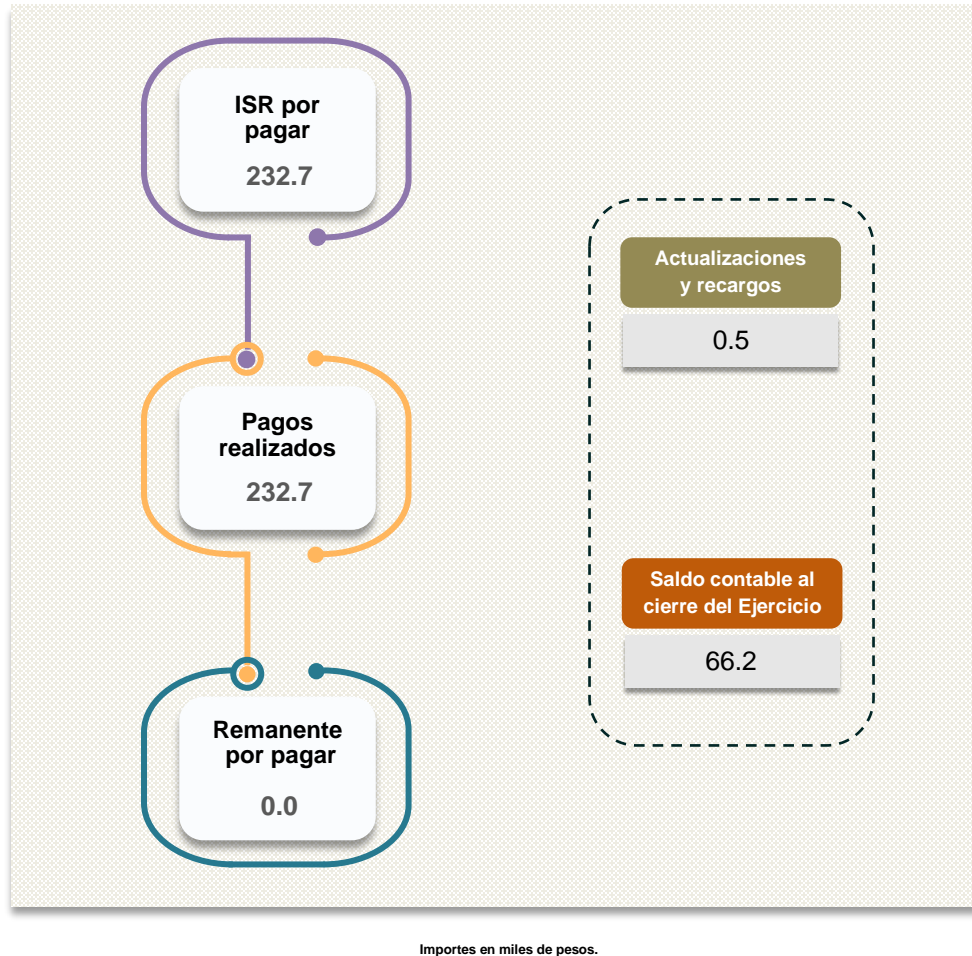 ISR por
pagar
232.7
Pagos
realizados
232.7
Remanente
por pagar
0.0
Actualizaciones
y recargos
0.5
Saldo contable al
cierre del Ejercicio
66.2
Importes en miles de pesos.